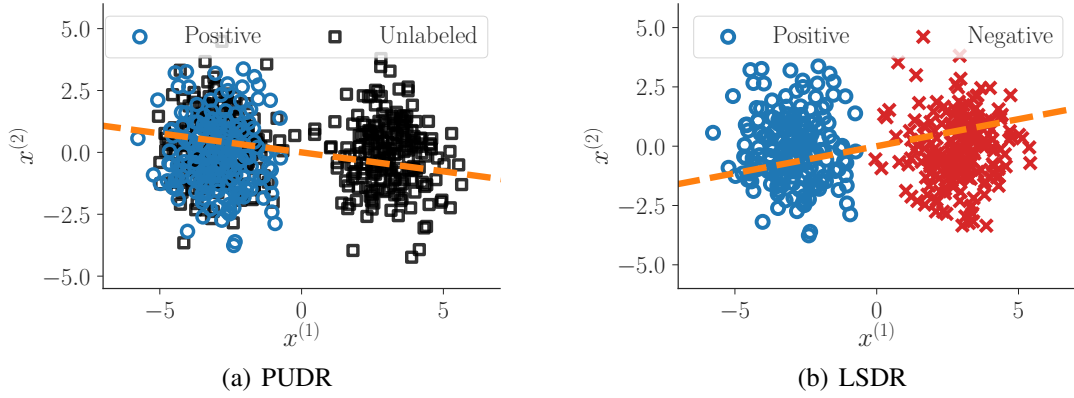 Positive Unlabeled
5.0
2.5
0.0
−2.5
−5.0
x^(2)
−5 0 5
x^(1)
(a) PUDR
Positive Negative
5.0
2.5
0.0
−2.5
−5.0
x^(2)
−5 0 5
x^(1)
(b) LSDR